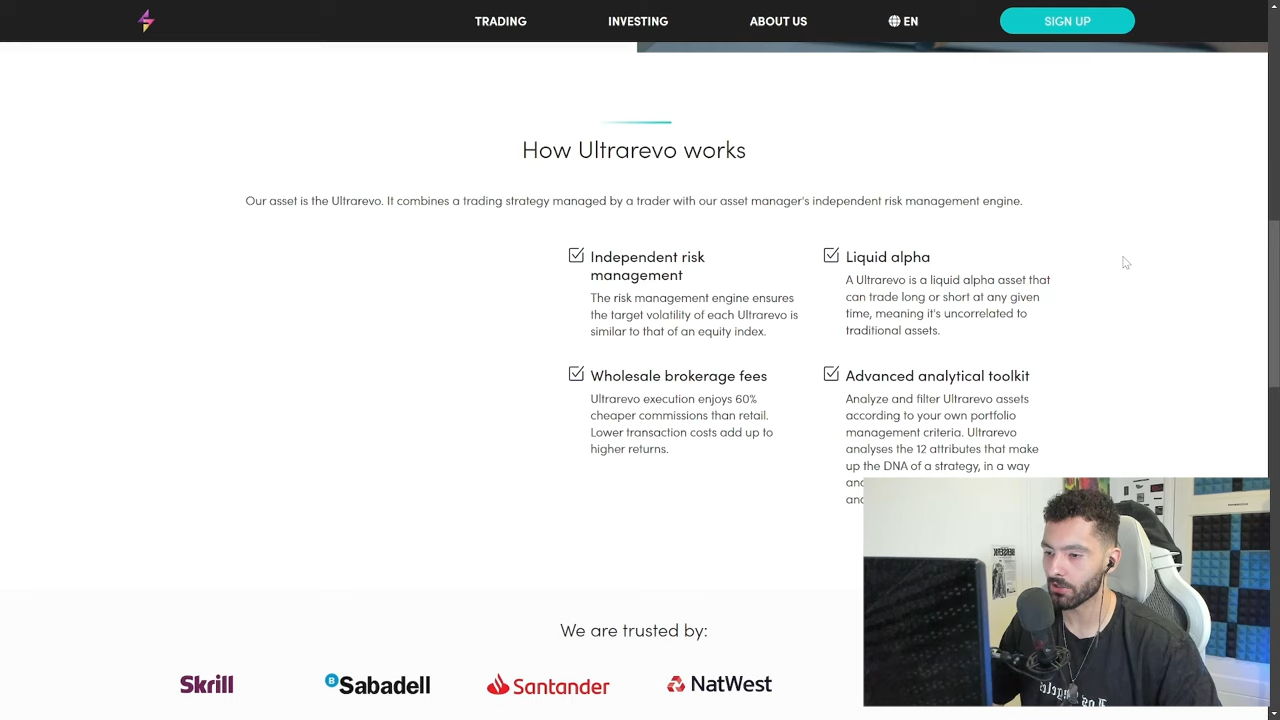 TRADING INVESTING ABOUT US EN SIGN UP
How Ultrarevo works
Our asset is the Ultrarevo. It combines a trading strategy managed by a trader with our asset manager's independent risk management engine.
Independent risk
management
The risk management engine ensures
the target volatility of each Ultrarevo is
similar to that of an equity index.
Liquid alpha
A Ultrarevo is a liquid alpha asset that
can trade long or short at any given
time, meaning it's uncorrelated to
traditional assets.
Wholesale brokerage fees
Ultrarevo execution enjoys 60%
cheaper commissions than retail.
Lower transaction costs add up to
higher returns.
Advanced analytical toolkit
Analyze and filter Ultrarevo assets
according to your own portfolio
management criteria. Ultrarevo
analyses the 12 attributes that make
up the DNA of a strategy, in a way
We are trusted by:
Skrill
B Sabadell
Santander
NatWest